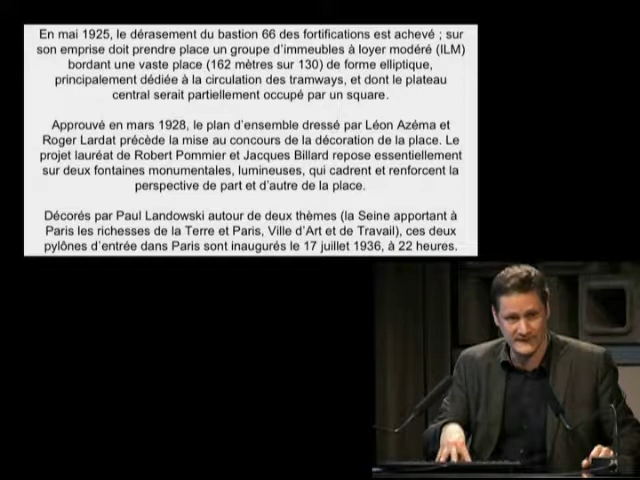 En mai 1925, le dérasement du bastion 66 des fortifications est achevé ; sur
son emprise doit prendre place un groupe d'immeubles à loyer modéré (ILM)
bordant une vaste place (162 mètres sur 130) de forme elliptique,
principalement dédiée à la circulation des tramways, et dont le plateau
central serait partiellement occupé par un square.
Approuvé en mars 1928, le plan d'ensemble dressé par Léon Azéma et
Roger Lardat précède la mise au concours de la décoration de la place. Le
projet lauréat de Robert Pommier et Jacques Billard repose essentiellement
sur deux fontaines monumentales, lumineuses, qui cadrent et renforcent la
perspective de part et d'autre de la place.
Décorés par Paul Landowski autour de deux thèmes (la Seine apportant à
Paris les richesses de la Terre et Paris, Ville d'Art et de Travail), ces deux
pylônes d'entrée dans Paris sont inaugurés le 17 juillet 1936, à 22 heures.